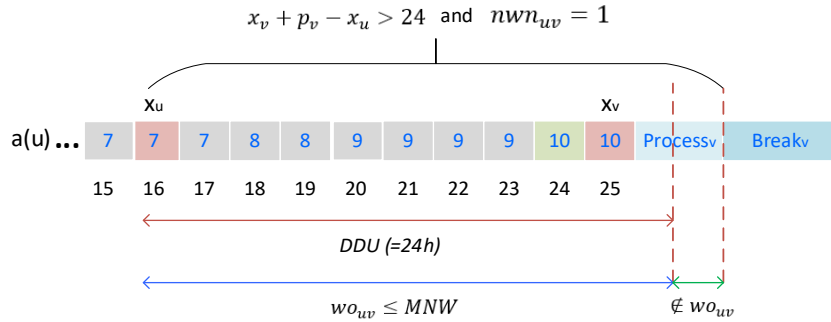 x_v + p_v − x_u > 24 and nwn_uv = 1
x_u x_v
a(u) ... 7 7 7 8 8 9 9 9 9 10 10 Process_v Break_v
15 16 17 18 19 20 21 22 23 24 25
DDU (=24h)
wo_uv ≤ MNW ∉ wo_uv